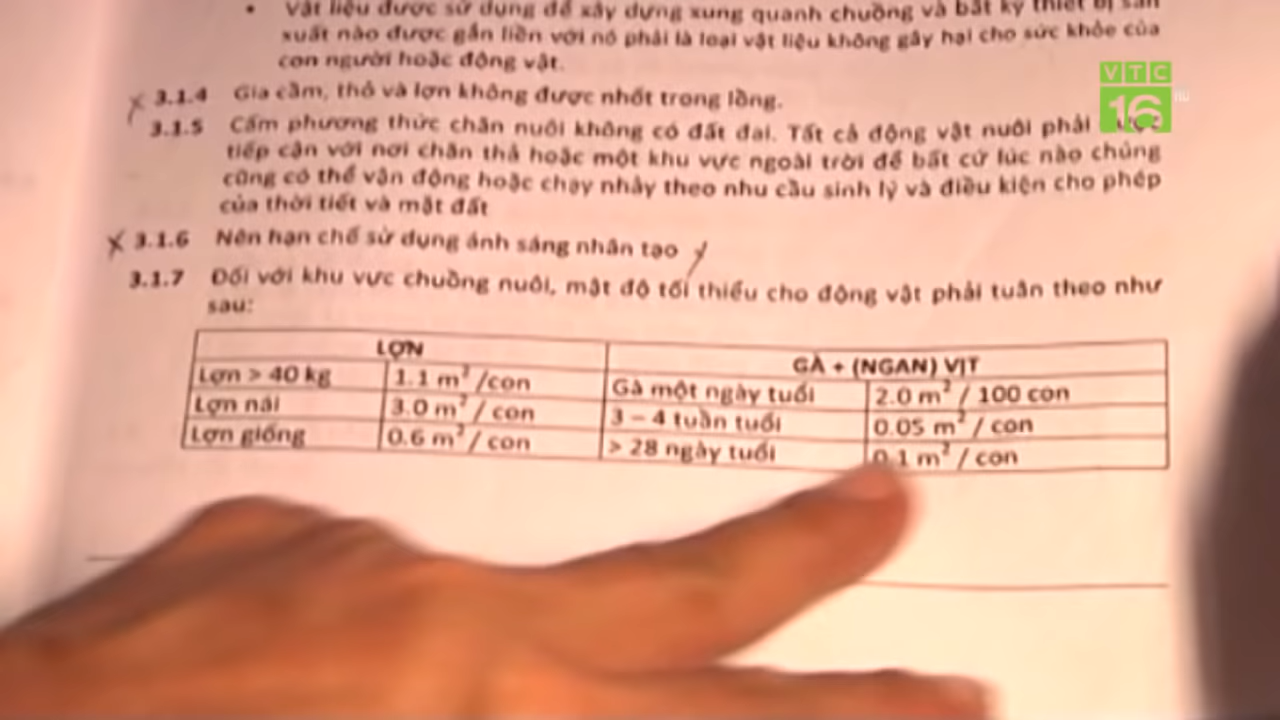 • Vật liệu được sử dụng để xây dựng xung quanh chuồng và bất kỳ thiết bị sản
xuất nào được gắn liền với nó phải là loại vật liệu không gây hại cho sức khỏe của
con người hoặc động vật.
3.1.4 Gia cầm, thỏ và lợn không được nhốt trong lồng.
3.1.5 Cấm phương thức chăn nuôi không có đất đai. Tất cả động vật nuôi phải
tiếp cận với nơi chăn thả hoặc một khu vực ngoài trời để bất cứ lúc nào chúng
cũng có thể vận động hoặc chạy nhảy theo nhu cầu sinh lý và điều kiện cho phép
của thời tiết và mặt đất
3.1.6 Nên hạn chế sử dụng ánh sáng nhân tạo
3.1.7 Đối với khu vực chuồng nuôi, mật độ tối thiểu cho động vật phải tuân theo như
sau:
LỢN GÀ + (NGAN) VỊT
Lợn > 40 kg 1.1 m² /con Gà một ngày tuổi 2.0 m² / 100 con
Lợn nái 3.0 m² / con 3 – 4 tuần tuổi 0.05 m² / con
Lợn giống 0.6 m² / con > 28 ngày tuổi 0.1 m² / con
VTC
16